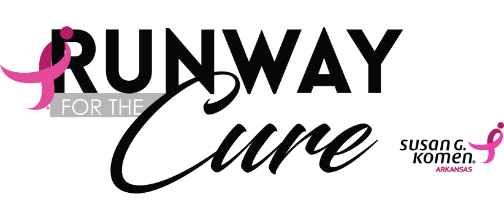 RUNWAY
FOR THE
Cure
SUSAN G.
KOMEN®
ARKANSAS